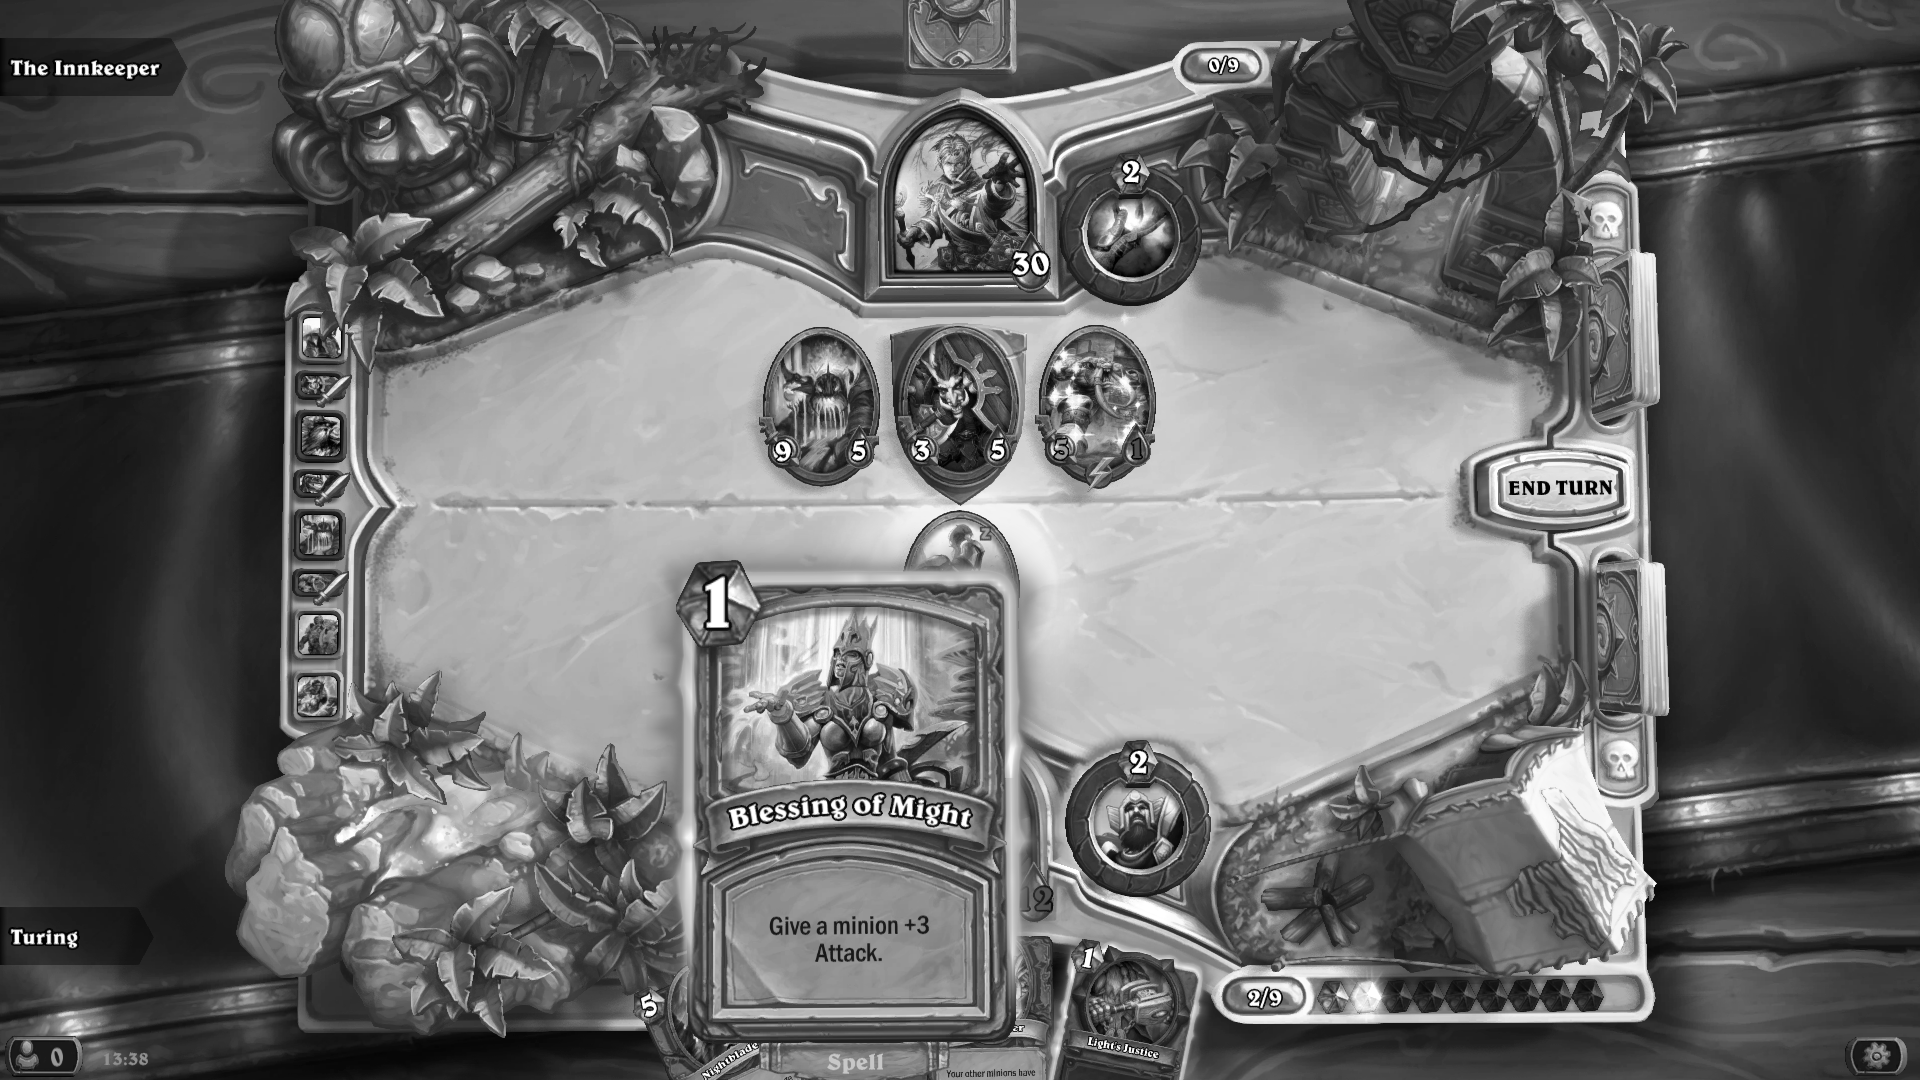 The Innkeeper
0/9
2
30
9
5
3
5
5
1
END TURN
z
1
Blessing of Might
Give a minion +3
Attack.
Spell
2
12
Turing
5
Nightblade
Your other minions have
1
Light's Justice
2/9
0
13:38